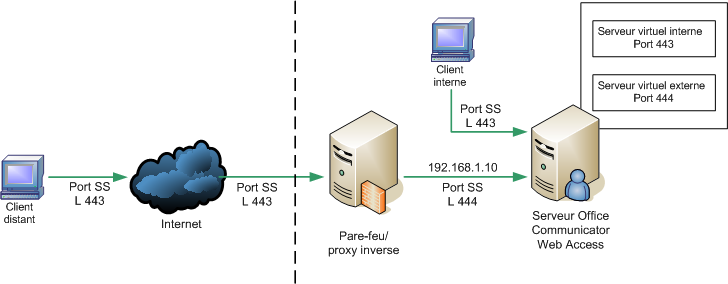 Serveur virtuel interne
Port 443
Serveur virtuel externe
Port 444
Client
interne
Port SS
L 443
192.168.1.10
Port SS
L 444
Port SS
L 443
Port SS
L 443
Client
distant
Internet
Pare-feu/
proxy inverse
Serveur Office
Communicator
Web Access